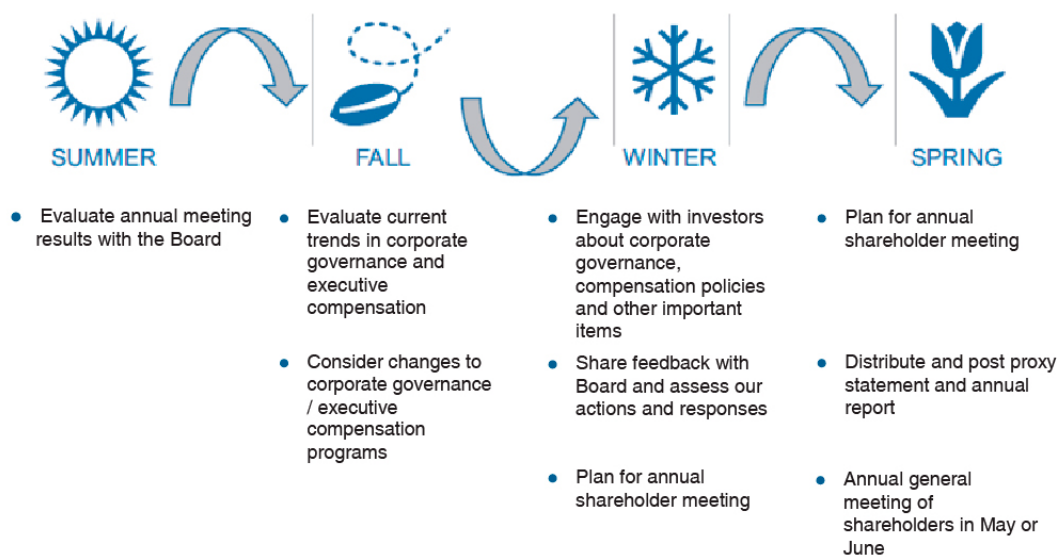 SUMMER
FALL
WINTER
SPRING
● Evaluate annual meeting
results with the Board
● Evaluate current
trends in corporate
governance and
executive
compensation
● Consider changes to
corporate governance
/ executive
compensation
programs
● Engage with investors
about corporate
governance,
compensation policies
and other important
items
● Share feedback with
Board and assess our
actions and responses
● Plan for annual
shareholder meeting
● Plan for annual
shareholder meeting
● Distribute and post proxy
statement and annual
report
● Annual general
meeting of
shareholders in May or
June